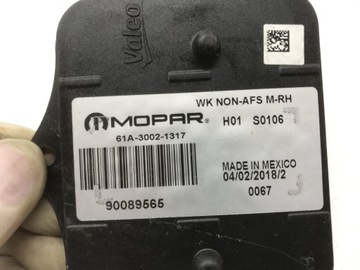 Valeo
WK NON-AFS M-RH
MOPAR H01 S0106
61A-3002-1317
MADE IN MEXICO
04/02/2018/2
90089565 0067